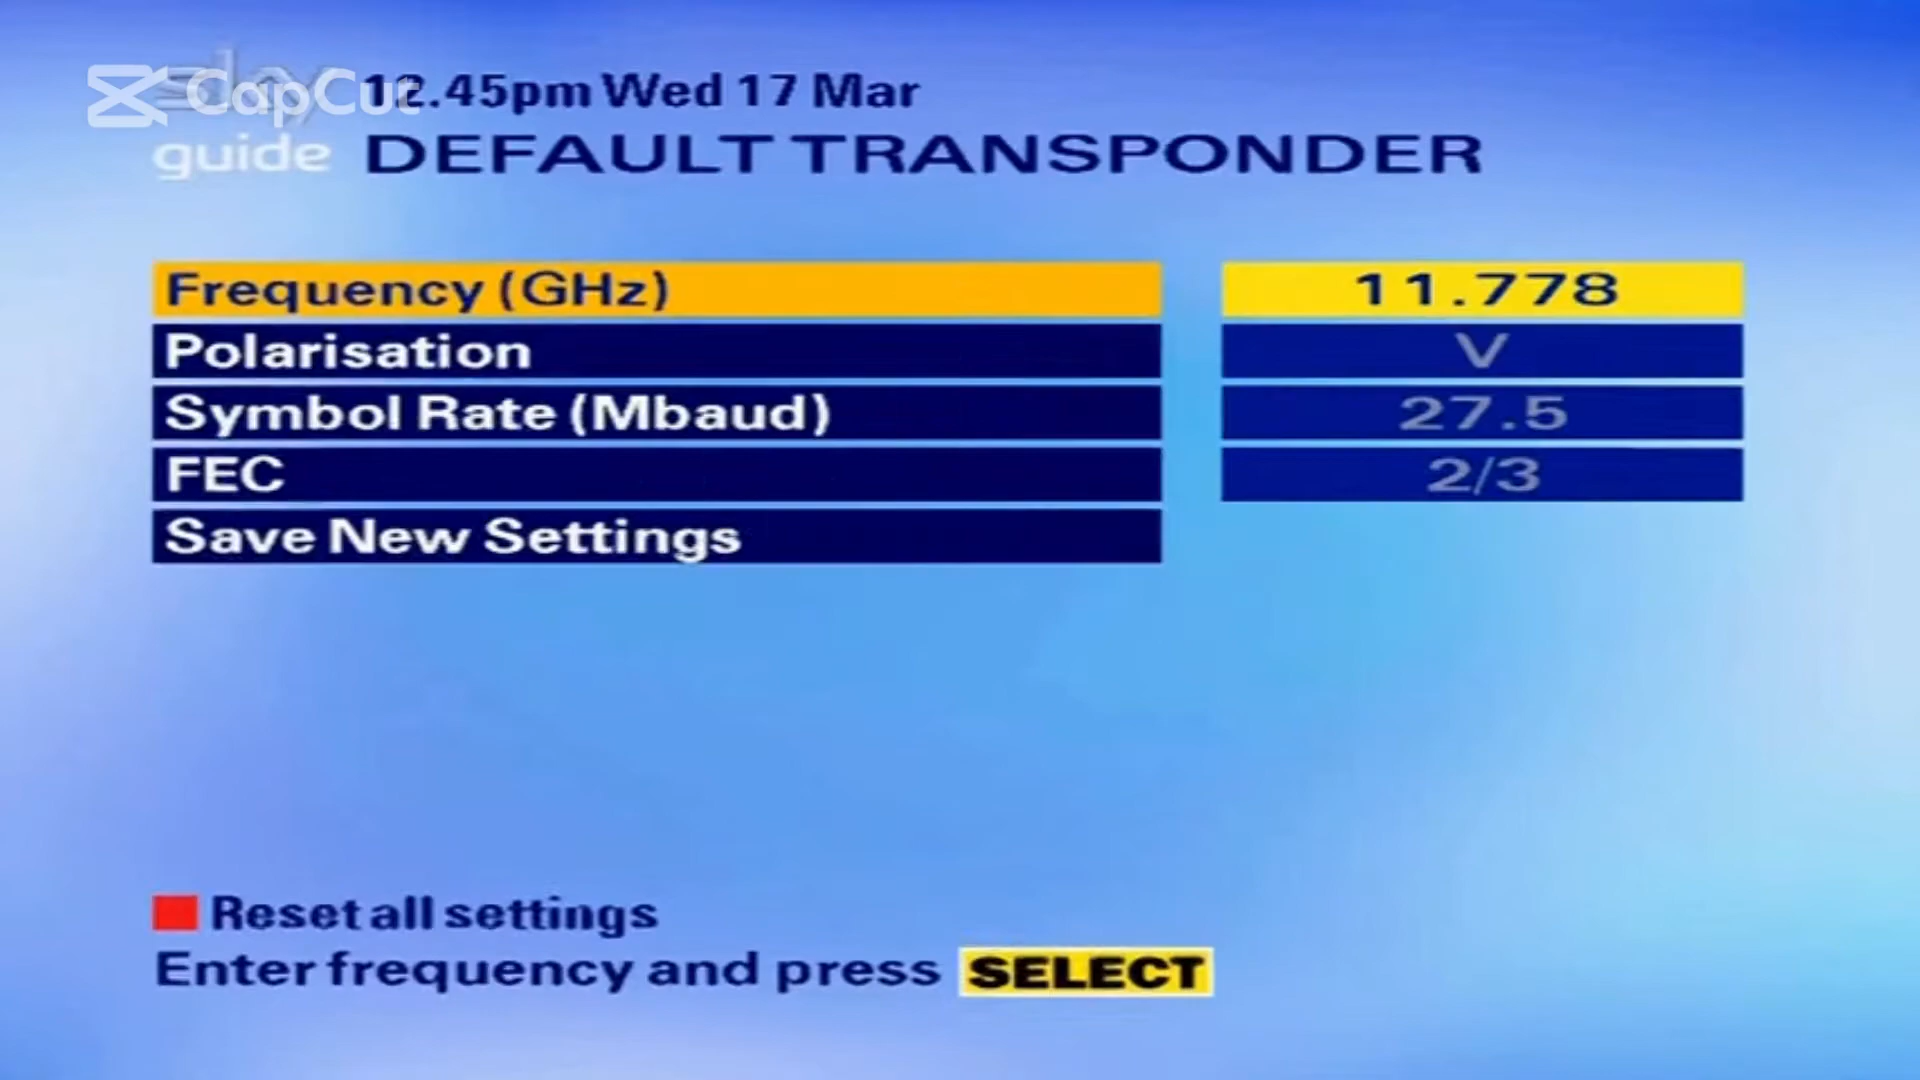 CapCut
sky
12.45pm Wed 17 Mar
guide
DEFAULT TRANSPONDER
Frequency (GHz) 11.778
Polarisation V
Symbol Rate (Mbaud) 27.5
FEC 2/3
Save New Settings
Reset all settings
Enter frequency and press SELECT